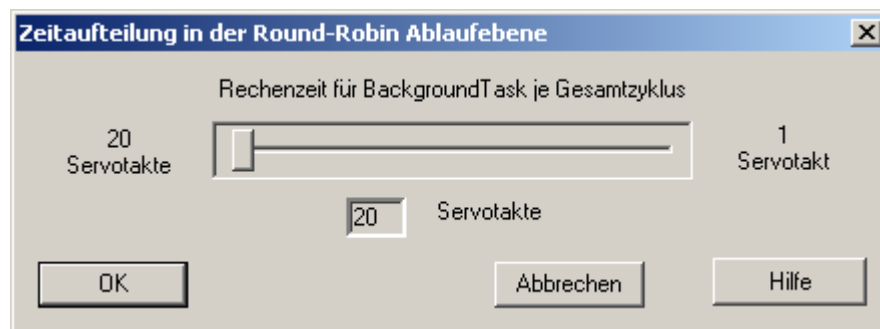 Zeitaufteilung in der Round-Robin Ablaufebene
Rechenzeit für BackgroundTask je Gesamtzyklus
20
Servotakte
1
Servotakt
20 Servotakte
OK Abbrechen Hilfe